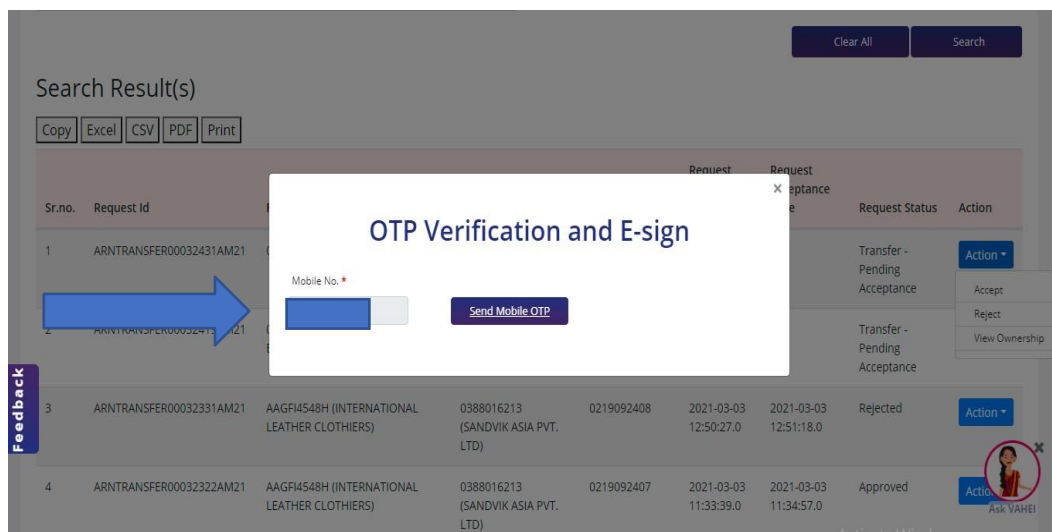 Clear All Search
Search Result(s)
Copy Excel CSV PDF Print
Request Request
Sr.no. Request Id eptance Request Status Action
OTP Verification and E-sign
1 ARNTRANSFER00032431AM21 Transfer - Action
Pending
Acceptance
Mobile No. *
Send Mobile OTP
Accept
Reject
View Ownership
2 Transfer -
Pending
Acceptance
Feedback
3 ARNTRANSFER00032331AM21 AAGFI4548H (INTERNATIONAL 0388016213 0219092408 2021-03-03 2021-03-03 Rejected Action
LEATHER CLOTHIERS) (SANDVIK ASIA PVT. 12:50:27.0 12:51:18.0
LTD)
4 ARNTRANSFER00032322AM21 AAGFI4548H (INTERNATIONAL 0388016213 0219092407 2021-03-03 2021-03-03 Approved Actio
LEATHER CLOTHIERS) (SANDVIK ASIA PVT. 11:33:39.0 11:34:57.0
LTD)
Ask VAHEI